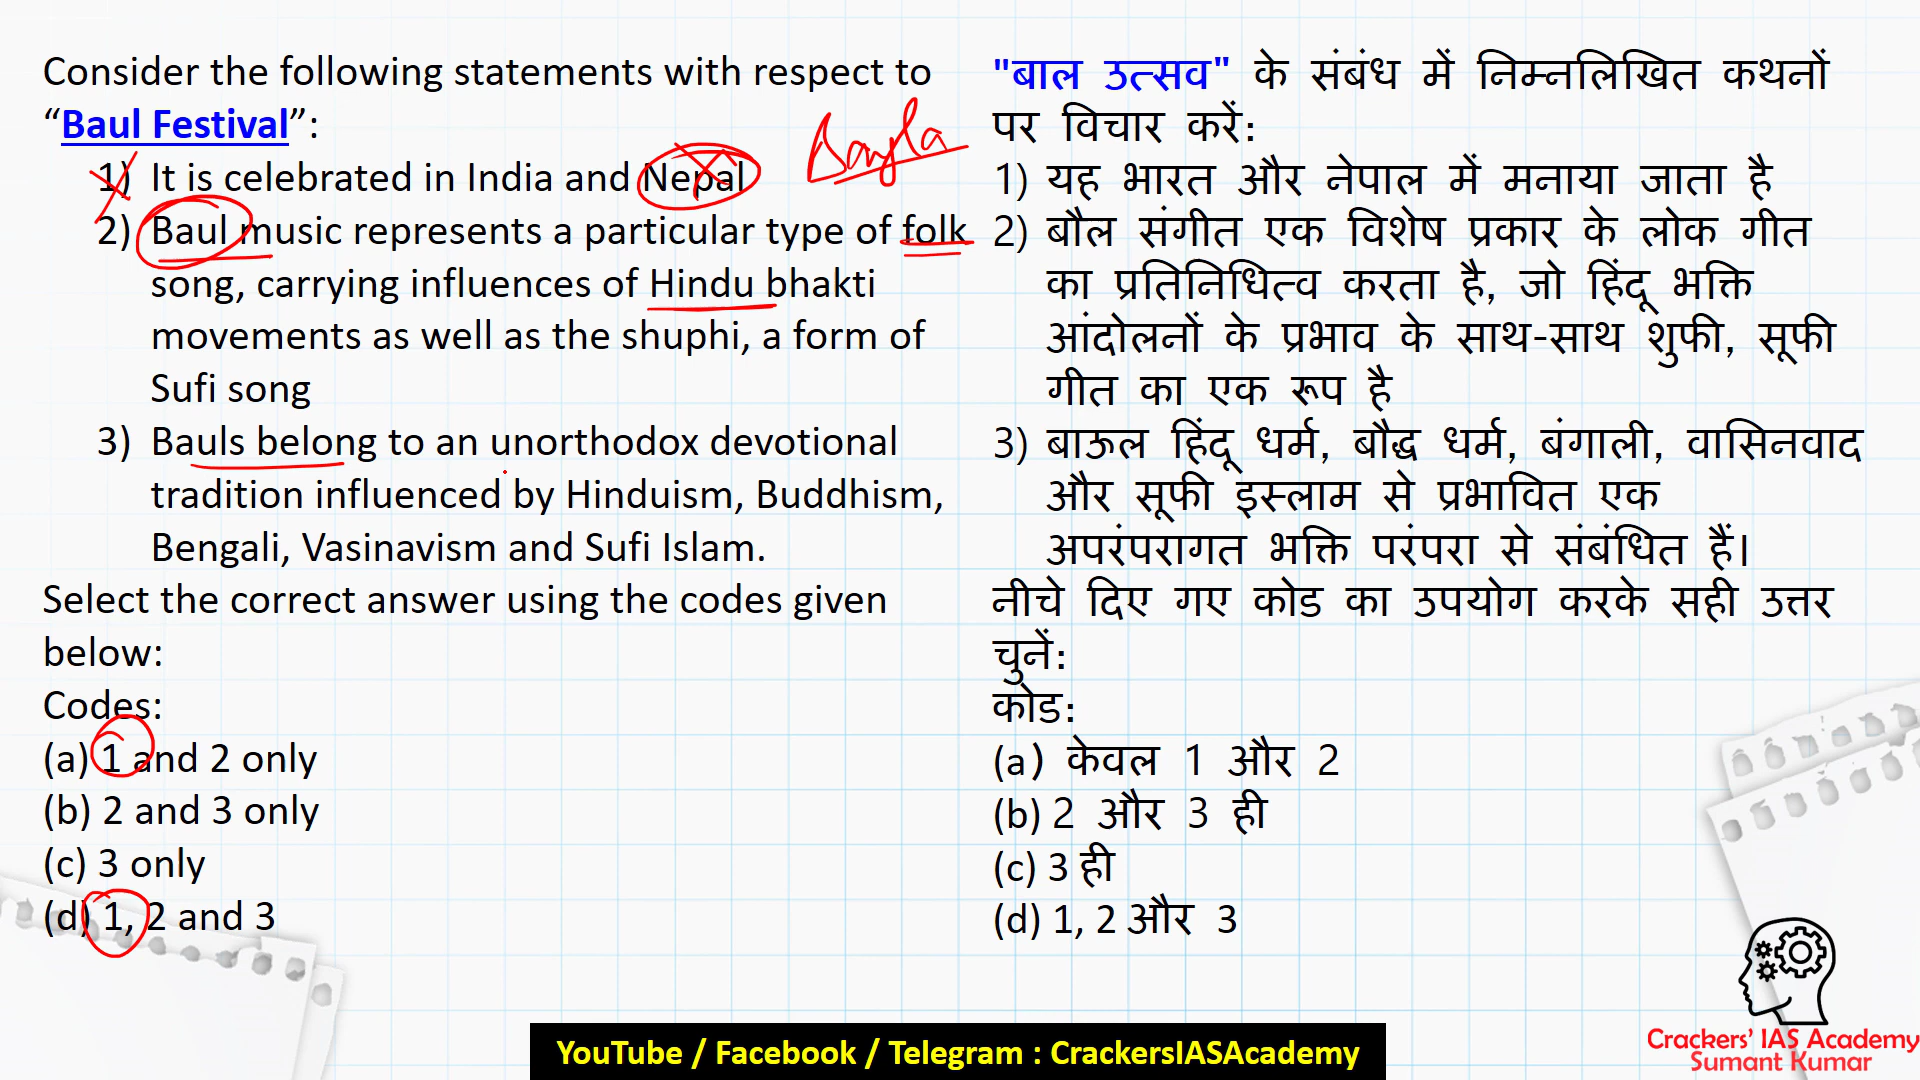 Consider the following statements with respect to
“Baul Festival”:
1) It is celebrated in India and Nepal
Bangla
2) Baul music represents a particular type of folk
song, carrying influences of Hindu bhakti
movements as well as the shuphi, a form of
Sufi song
3) Bauls belong to an unorthodox devotional
tradition influenced by Hinduism, Buddhism,
Bengali, Vasinavism and Sufi Islam.
Select the correct answer using the codes given
below:
Codes:
(a) 1 and 2 only
(b) 2 and 3 only
(c) 3 only
(d) 1, 2 and 3
"बाल उत्सव" के संबंध में निम्नलिखित कथनों
पर विचार करें:
1) यह भारत और नेपाल में मनाया जाता है
2) बौल संगीत एक विशेष प्रकार के लोक गीत
का प्रतिनिधित्व करता है, जो हिंदू भक्ति
आंदोलनों के प्रभाव के साथ-साथ शुफी, सूफी
गीत का एक रूप है
3) बाऊल हिंदू धर्म, बौद्ध धर्म, बंगाली, वासिनवाद
और सूफी इस्लाम से प्रभावित एक
अपरंपरागत भक्ति परंपरा से संबंधित हैं।
नीचे दिए गए कोड का उपयोग करके सही उत्तर
चुनें:
कोड:
(a) केवल 1 और 2
(b) 2 और 3 ही
(c) 3 ही
(d) 1, 2 और 3
YouTube / Facebook / Telegram : CrackersIASAcademy
Crackers’ IAS Academy
Sumant Kumar